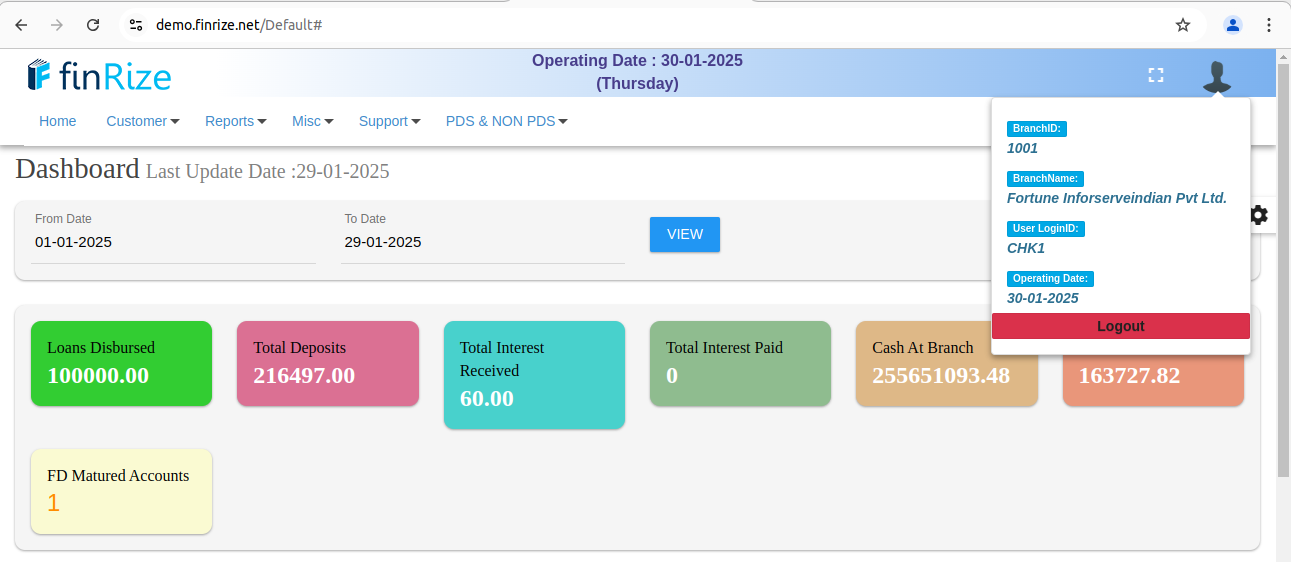 demo.finrize.net/Default#
finRize
Operating Date : 30-01-2025
(Thursday)
Home Customer Reports Misc Support PDS & NON PDS
BranchID:
1001
BranchName:
Fortune Inforserveindian Pvt Ltd.
User LoginID:
CHK1
Operating Date:
30-01-2025
Logout
Dashboard Last Update Date :29-01-2025
From Date
01-01-2025
To Date
29-01-2025
VIEW
Loans Disbursed
100000.00
Total Deposits
216497.00
Total Interest
Received
60.00
Total Interest Paid
0
Cash At Branch
255651093.48
163727.82
FD Matured Accounts
1